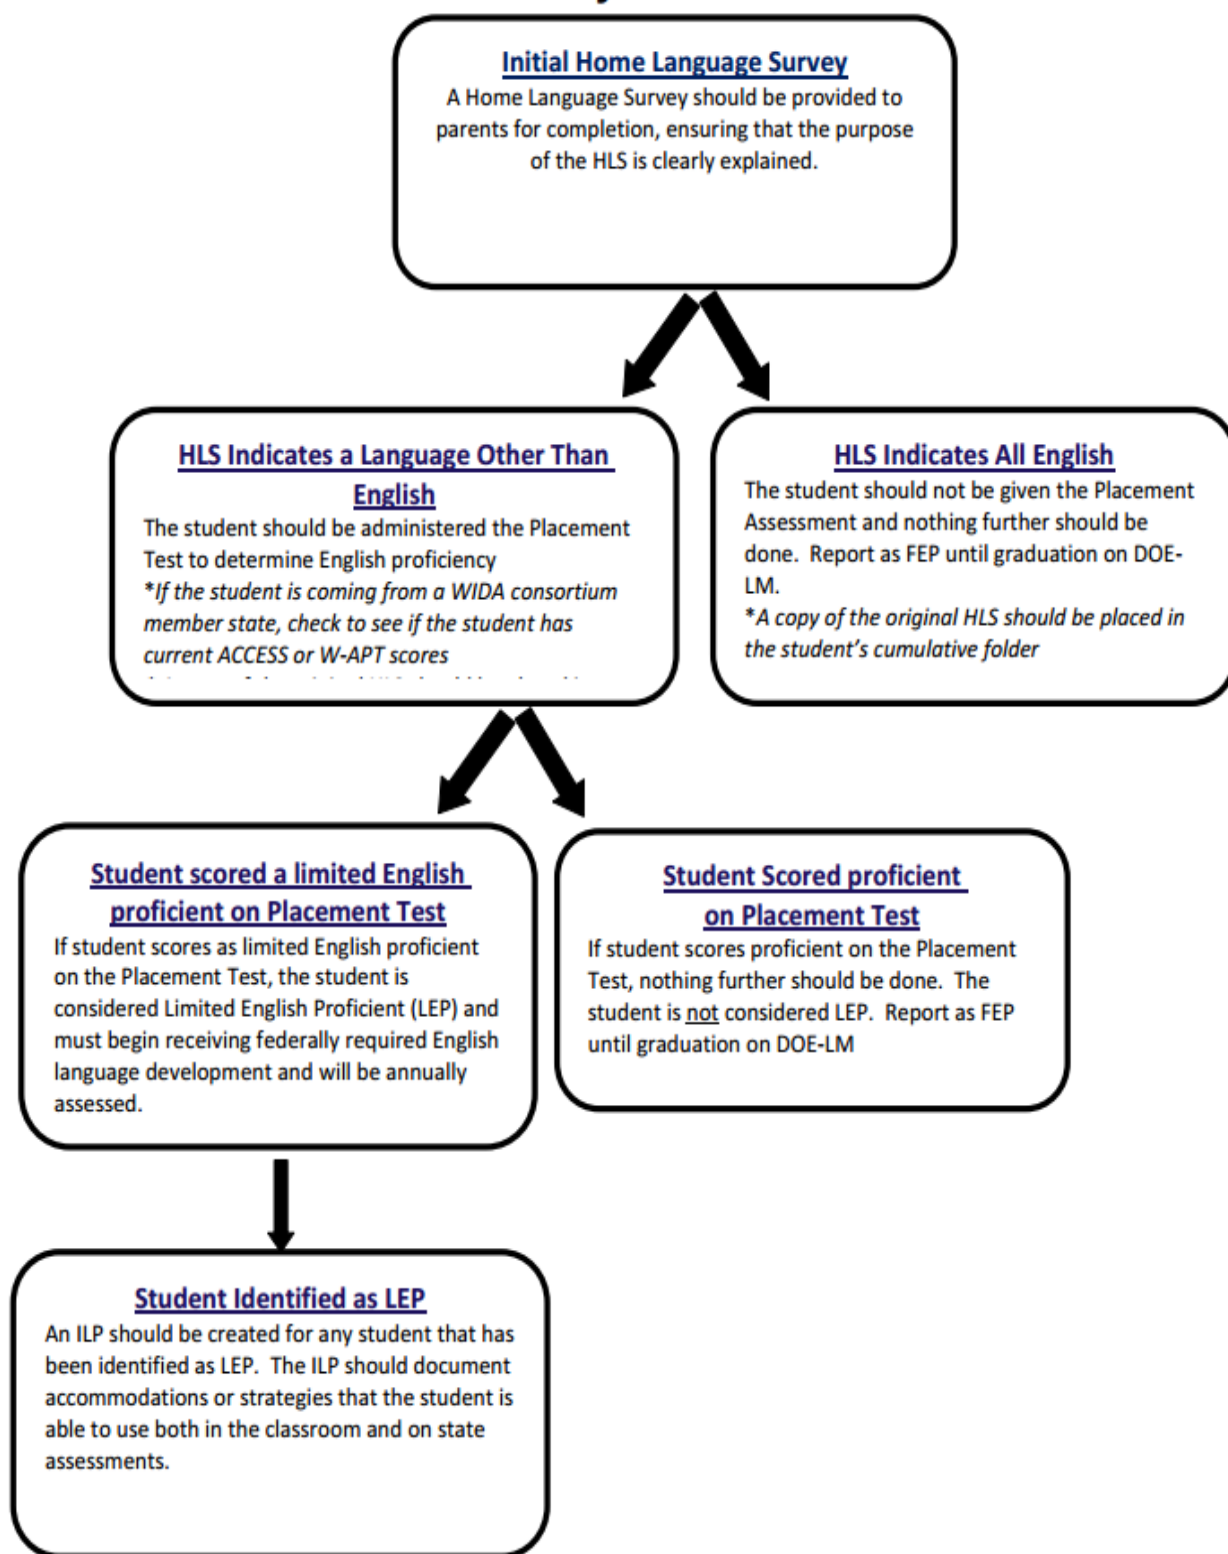 Initial Home Language Survey
A Home Language Survey should be provided to
parents for completion, ensuring that the purpose
of the HLS is clearly explained.
HLS Indicates a Language Other Than
English
The student should be administered the Placement
Test to determine English proficiency
*If the student is coming from a WIDA consortium
member state, check to see if the student has
current ACCESS or W-APT scores
HLS Indicates All English
The student should not be given the Placement
Assessment and nothing further should be
done.  Report as FEP until graduation on DOE-
LM.
*A copy of the original HLS should be placed in
the student's cumulative folder
Student scored a limited English
proficient on Placement Test
If student scores as limited English proficient
on the Placement Test, the student is
considered Limited English Proficient (LEP) and
must begin receiving federally required English
language development and will be annually
assessed.
Student Scored proficient
on Placement Test
If student scores proficient on the Placement
Test, nothing further should be done.  The
student is not considered LEP.  Report as FEP
until graduation on DOE-LM
Student Identified as LEP
An ILP should be created for any student that has
been identified as LEP.  The ILP should document
accommodations or strategies that the student is
able to use both in the classroom and on state
assessments.